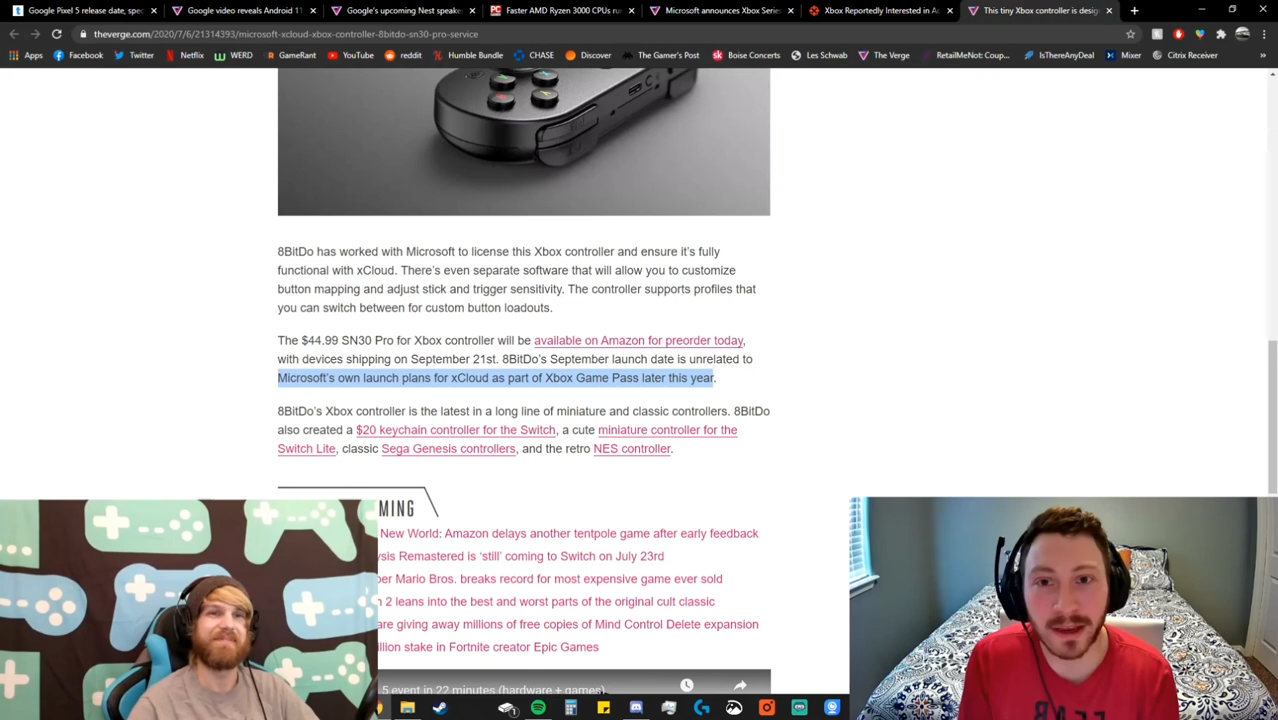 Google Pixel 5 release date, spec
Google video reveals Android 11
Google's upcoming Nest speaker
Faster AMD Ryzen 3000 CPUs ru
Microsoft announces Xbox Series
Xbox Reportedly Interested in Ac
This tiny Xbox controller is desig
theverge.com/2020/7/6/21314393/microsoft-xcloud-xbox-controller-8bitdo-sn30-pro-service
Apps Facebook Twitter Netflix WERD GameRant YouTube reddit Humble Bundle CHASE Discover The Gamer's Post Boise Concerts Les Schwab The Verge RetailMeNot: Coup... IsThereAnyDeal Mixer Citrix Receiver
8BitDo has worked with Microsoft to license this Xbox controller and ensure it's fully
functional with xCloud. There's even separate software that will allow you to customize
button mapping and adjust stick and trigger sensitivity. The controller supports profiles that
you can switch between for custom button loadouts.
The $44.99 SN30 Pro for Xbox controller will be available on Amazon for preorder today,
with devices shipping on September 21st. 8BitDo's September launch date is unrelated to
Microsoft's own launch plans for xCloud as part of Xbox Game Pass later this year.
8BitDo's Xbox controller is the latest in a long line of miniature and classic controllers. 8BitDo
also created a $20 keychain controller for the Switch, a cute miniature controller for the
Switch Lite, classic Sega Genesis controllers, and the retro NES controller.
MING
New World: Amazon delays another tentpole game after early feedback
ysis Remastered is 'still' coming to Switch on July 23rd
per Mario Bros. breaks record for most expensive game ever sold
n 2 leans into the best and worst parts of the original cult classic
are giving away millions of free copies of Mind Control Delete expansion
illion stake in Fortnite creator Epic Games
5 event in 22 minutes (hardware + games)